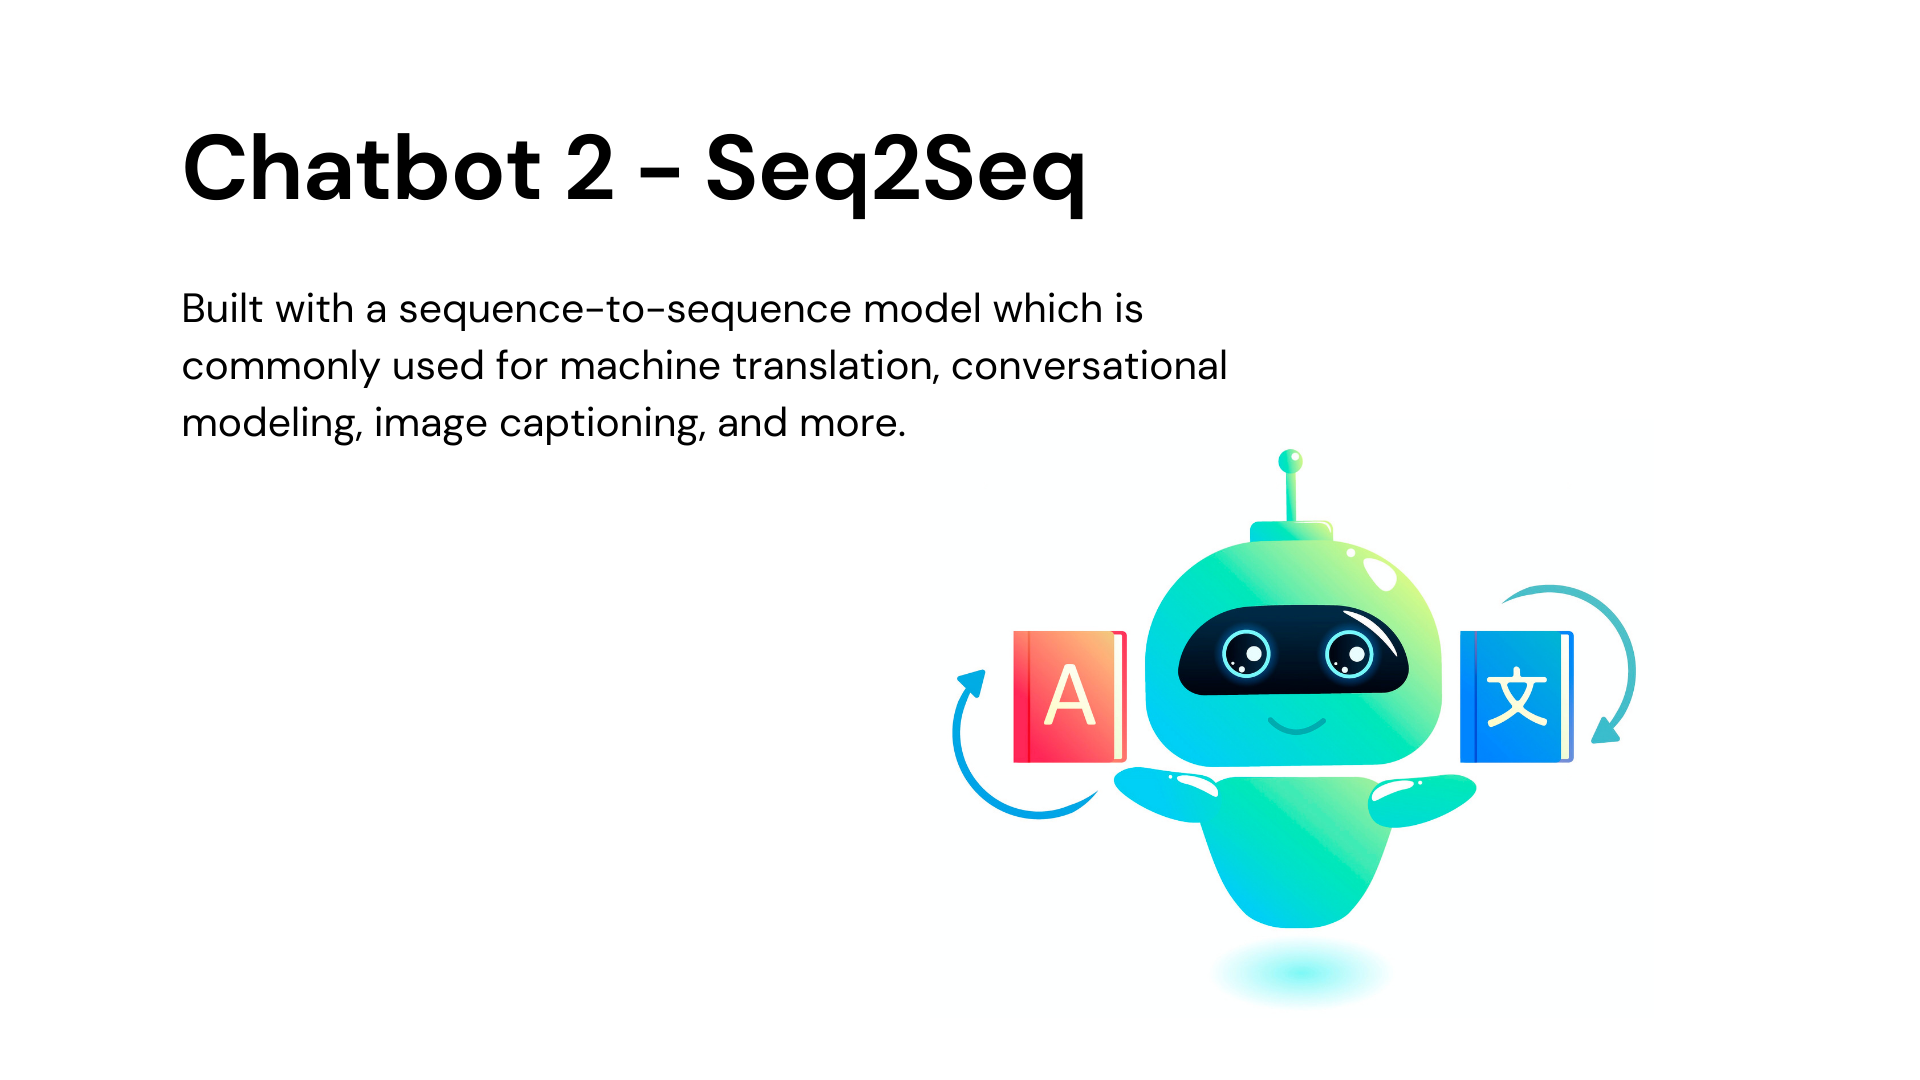 Chatbot 2 - Seq2Seq
Built with a sequence-to-sequence model which is
commonly used for machine translation, conversational
modeling, image captioning, and more.
A
文